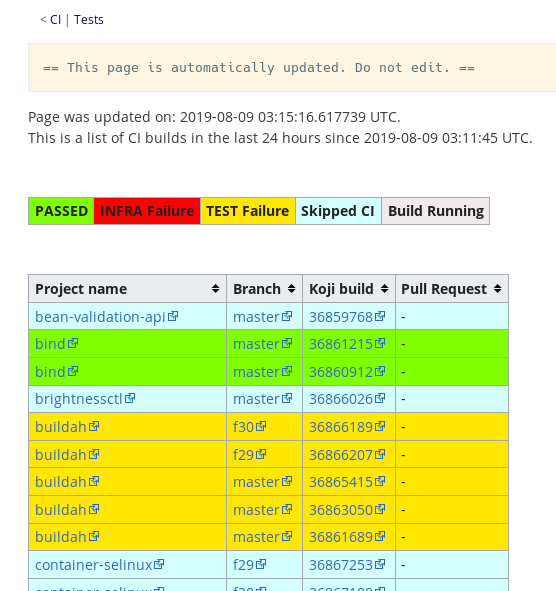 < CI | Tests
== This page is automatically updated. Do not edit. ==
Page was updated on: 2019-08-09 03:15:16.617739 UTC.
This is a list of CI builds in the last 24 hours since 2019-08-09 03:11:45 UTC.
PASSED INFRA Failure TEST Failure Skipped CI Build Running
Project name Branch Koji build Pull Request
bean-validation-api master 36859768 -
bind master 36861215 -
bind master 36860912 -
brightnessctl master 36866026 -
buildah f30 36866189 -
buildah f29 36866207 -
buildah master 36865415 -
buildah master 36863050 -
buildah master 36861689 -
container-selinux f29 36867253 -